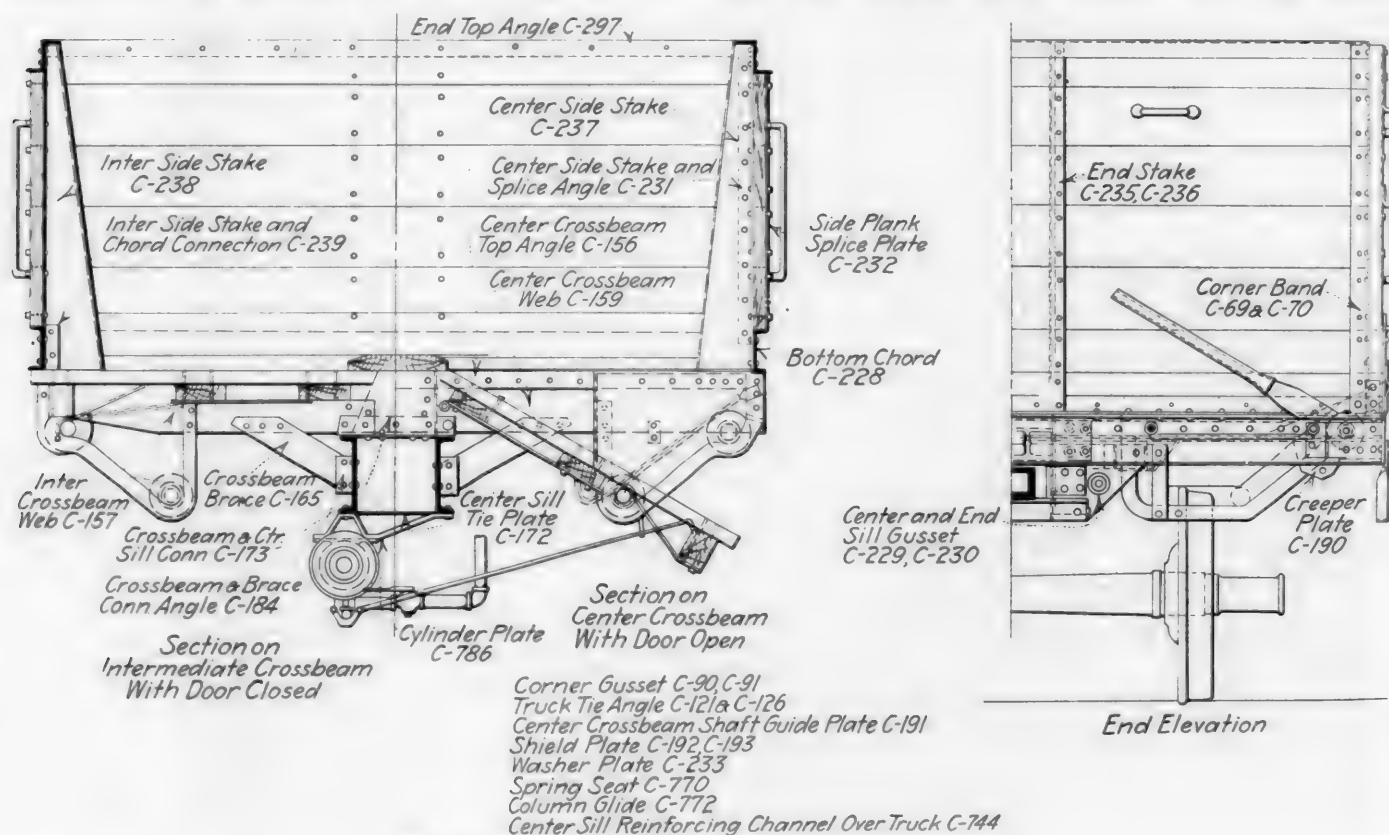 End Top Angle C-297
Center Side Stake
C-237
Inter Side Stake
C-238
Center Side Stake and
Splice Angle C-231
Inter Side Stake and
Chord Connection C-239
Center Crossbeam
Top Angle C-156
Center Crossbeam
Web C-159
Side Plank
Splice Plate
C-232
Bottom Chord
C-228
Inter
Crossbeam
Web C-157
Crossbeam
Brace C-165
Crossbeam & Ctr.
Sill Conn C-173
Crossbeam & Brace
Conn Angle C-184
Center Sill
Tie Plate
C-172
Cylinder Plate
C-786
Section on
Intermediate Crossbeam
With Door Closed
Section on
Center Crossbeam
With Door Open
End Stake
C-235, C-236
Corner Band
C-69 & C-70
Center and End
Sill Gusset
C-229, C-230
Creeper
Plate
C-190
End Elevation
Corner Gusset C-90, C-91
Truck Tie Angle C-121 & C-126
Center Crossbeam Shaft Guide Plate C-191
Shield Plate C-192, C-193
Washer Plate C-233
Spring Seat C-770
Column Glide C-772
Center Sill Reinforcing Channel Over Truck C-744